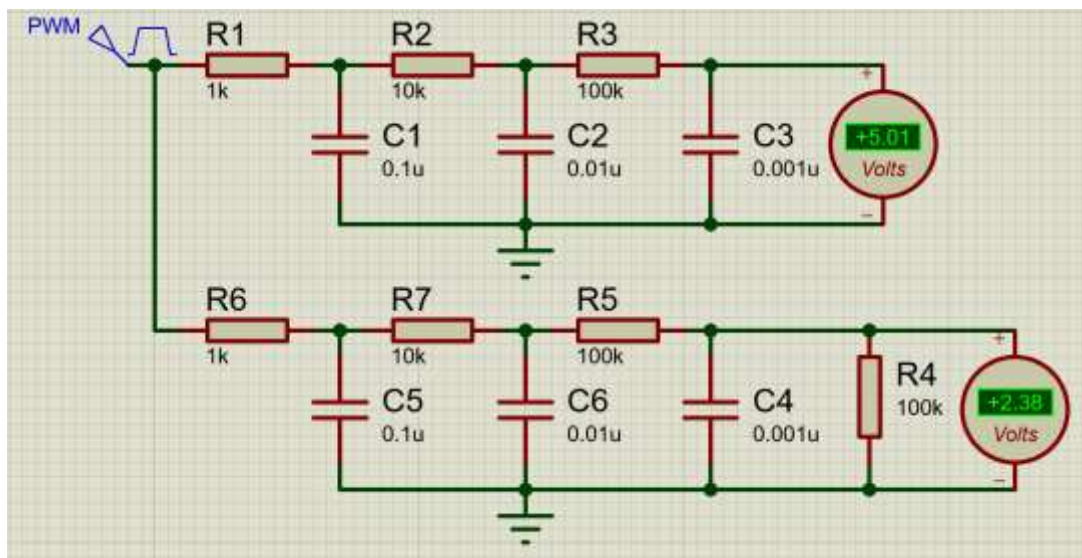 PWM
R1
1k
R2
10k
R3
100k
C1
0.1u
C2
0.01u
C3
0.001u
+5.01
Volts
R6
1k
R7
10k
R5
100k
C5
0.1u
C6
0.01u
C4
0.001u
R4
100k
+2.38
Volts